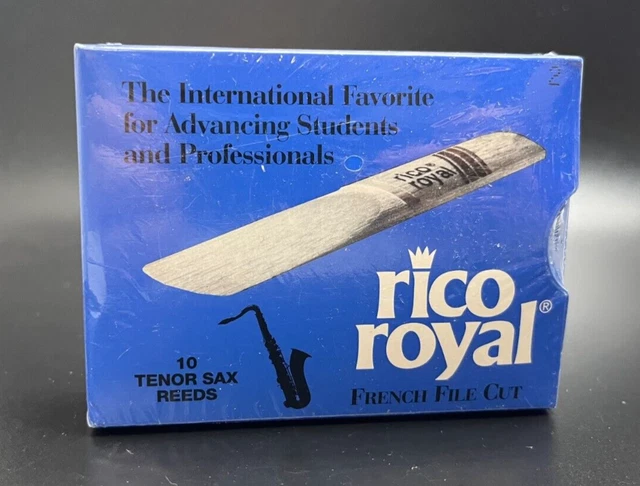 The International Favorite
for Advancing Students
and Professionals
rico
royal
rico
royal®
10
TENOR SAX
REEDS
FRENCH FILE CUT